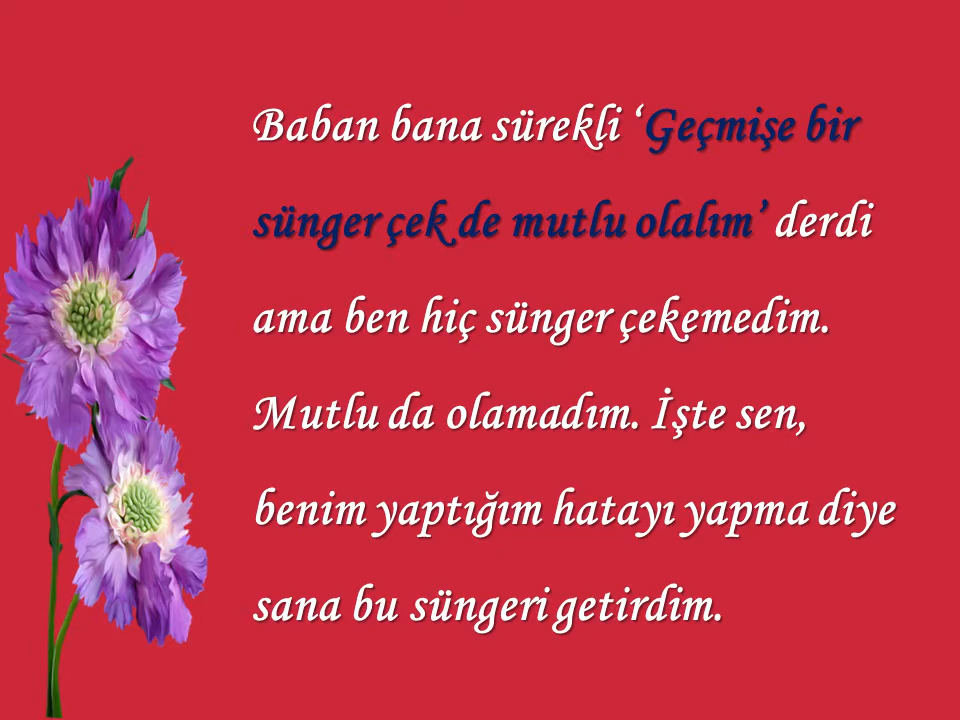 Baban bana sürekli ‘Geçmişe bir
sünger çek de mutlu olalım’ derdi
ama ben hiç sünger çekemedim.
Mutlu da olamadım. İşte sen,
benim yaptığım hatayı yapma diye
sana bu süngeri getirdim.